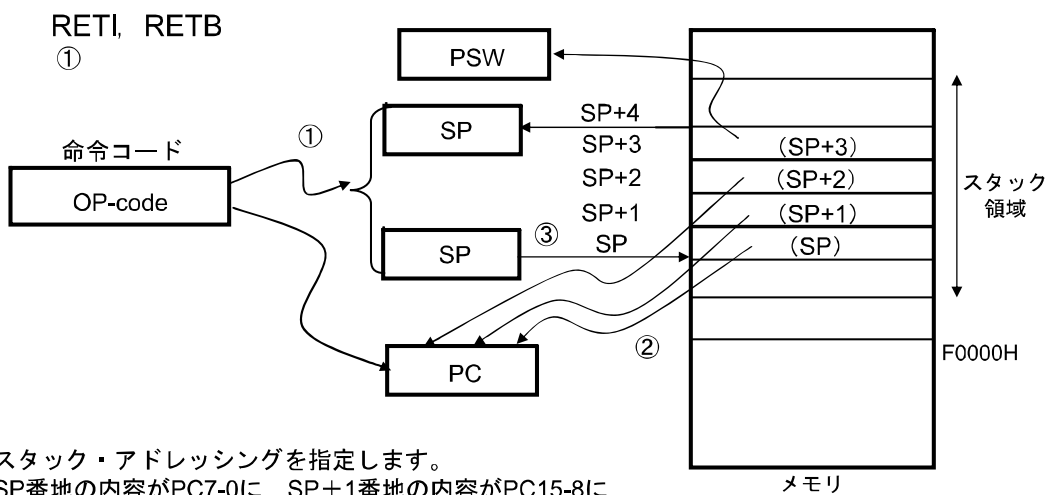 RETI, RETB
①
PSW
SP+4
SP
①
SP+3
(SP+3)
命令コード
SP+2
(SP+2)
スタック
領域
OP-code
SP+1
(SP+1)
③
SP
(SP)
SP
②
F0000H
PC
スタック・アドレッシングを指定します。
メモリ
SP番地の内容がPC7-0に、SP+1番地の内容がPC15-8に